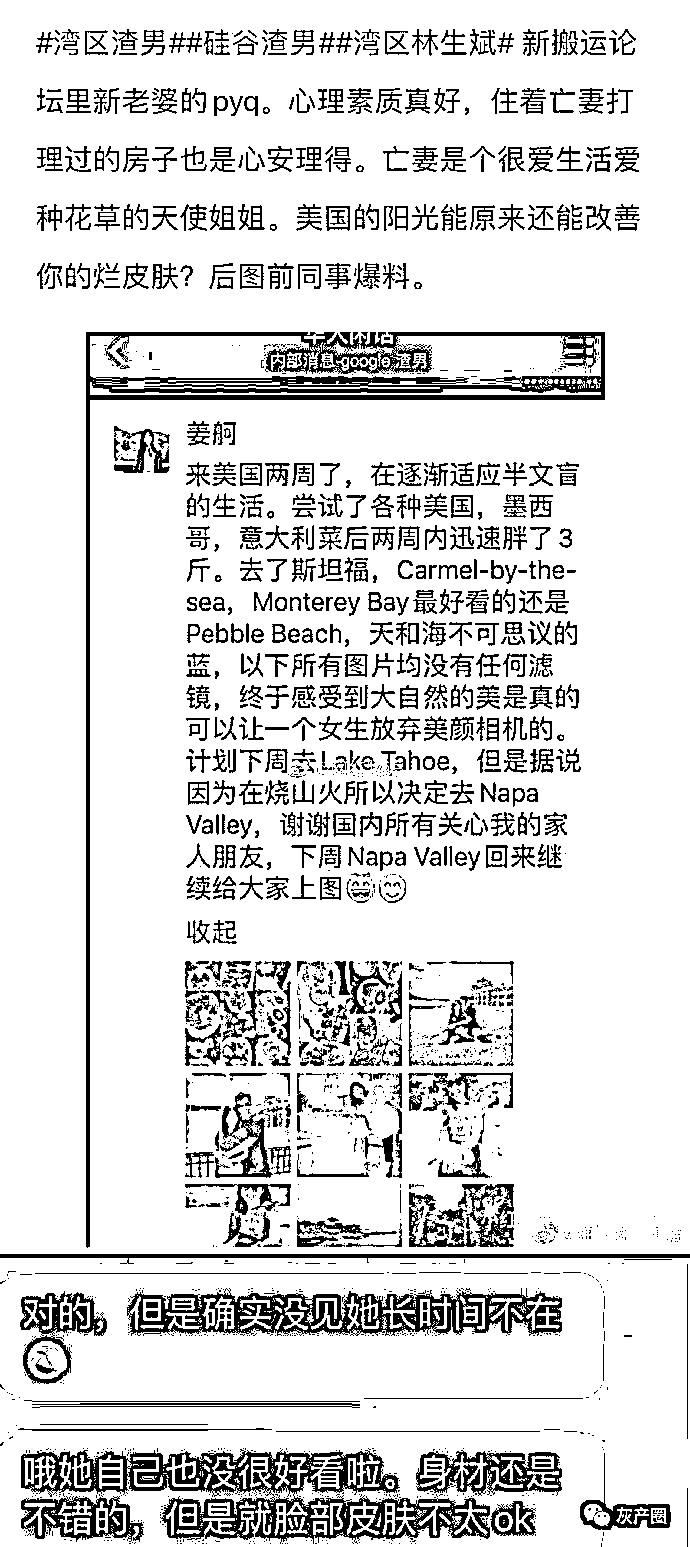 #湾区渣男##硅谷渣男##湾区林生斌# 新搬运论
坛里新老婆的pyq。心理素质真好，住着亡妻打
理过的房子也是心安理得。亡妻是个很爱生活爱
种花草的天使姐姐。美国的阳光能原来还能改善
你的烂皮肤？后图前同事爆料。
华人闲话
内部消息-google 渣男
姜舸
来美国两周了，在逐渐适应半文盲
的生活。尝试了各种美国，墨西
哥，意大利菜后两周内迅速胖了3
斤。去了斯坦福，Carmel-by-the-
sea，Monterey Bay最好看的还是
Pebble Beach，天和海不可思议的
蓝，以下所有图片均没有任何滤
镜，终于感受到大自然的美是真的
可以让一个女生放弃美颜相机的。
计划下周去Lake Tahoe，但是据说
因为在烧山火所以决定去Napa
Valley，谢谢国内所有关心我的家
人朋友，下周Napa Valley回来继
续给大家上图😄😊
收起
对的，但是确实没见她长时间不在
哦她自己也没很好看啦。身材还是
不错的，但是就脸部皮肤不太ok
灰产圈